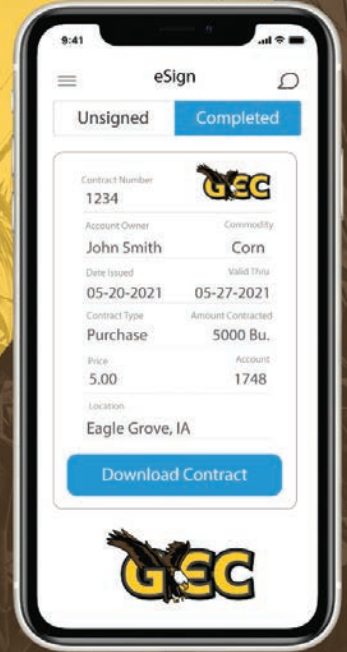 9:41
eSign
Unsigned Completed
Contract Number
1234
GEC
Account Owner Commodity
John Smith Corn
Date Issued Valid Thru
05-20-2021 05-27-2021
Contract Type Amount Contracted
Purchase 5000 Bu.
Price Account
5.00 1748
Location
Eagle Grove, IA
Download Contract
GEC